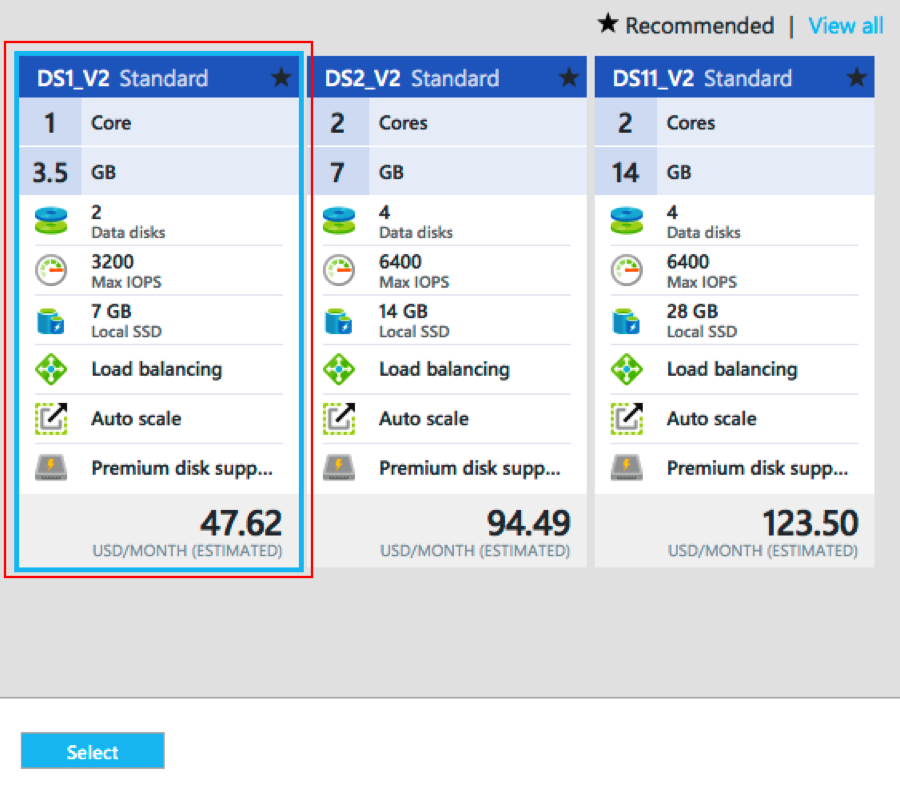 ★ Recommended | View all
DS1_V2 Standard ★
1 Core
3.5 GB
2
Data disks
3200
Max IOPS
7 GB
Local SSD
Load balancing
Auto scale
Premium disk supp...
47.62
USD/MONTH (ESTIMATED)
DS2_V2 Standard ★
2 Cores
7 GB
4
Data disks
6400
Max IOPS
14 GB
Local SSD
Load balancing
Auto scale
Premium disk supp...
94.49
USD/MONTH (ESTIMATED)
DS11_V2 Standard ★
2 Cores
14 GB
4
Data disks
6400
Max IOPS
28 GB
Local SSD
Load balancing
Auto scale
Premium disk supp...
123.50
USD/MONTH (ESTIMATED)
Select